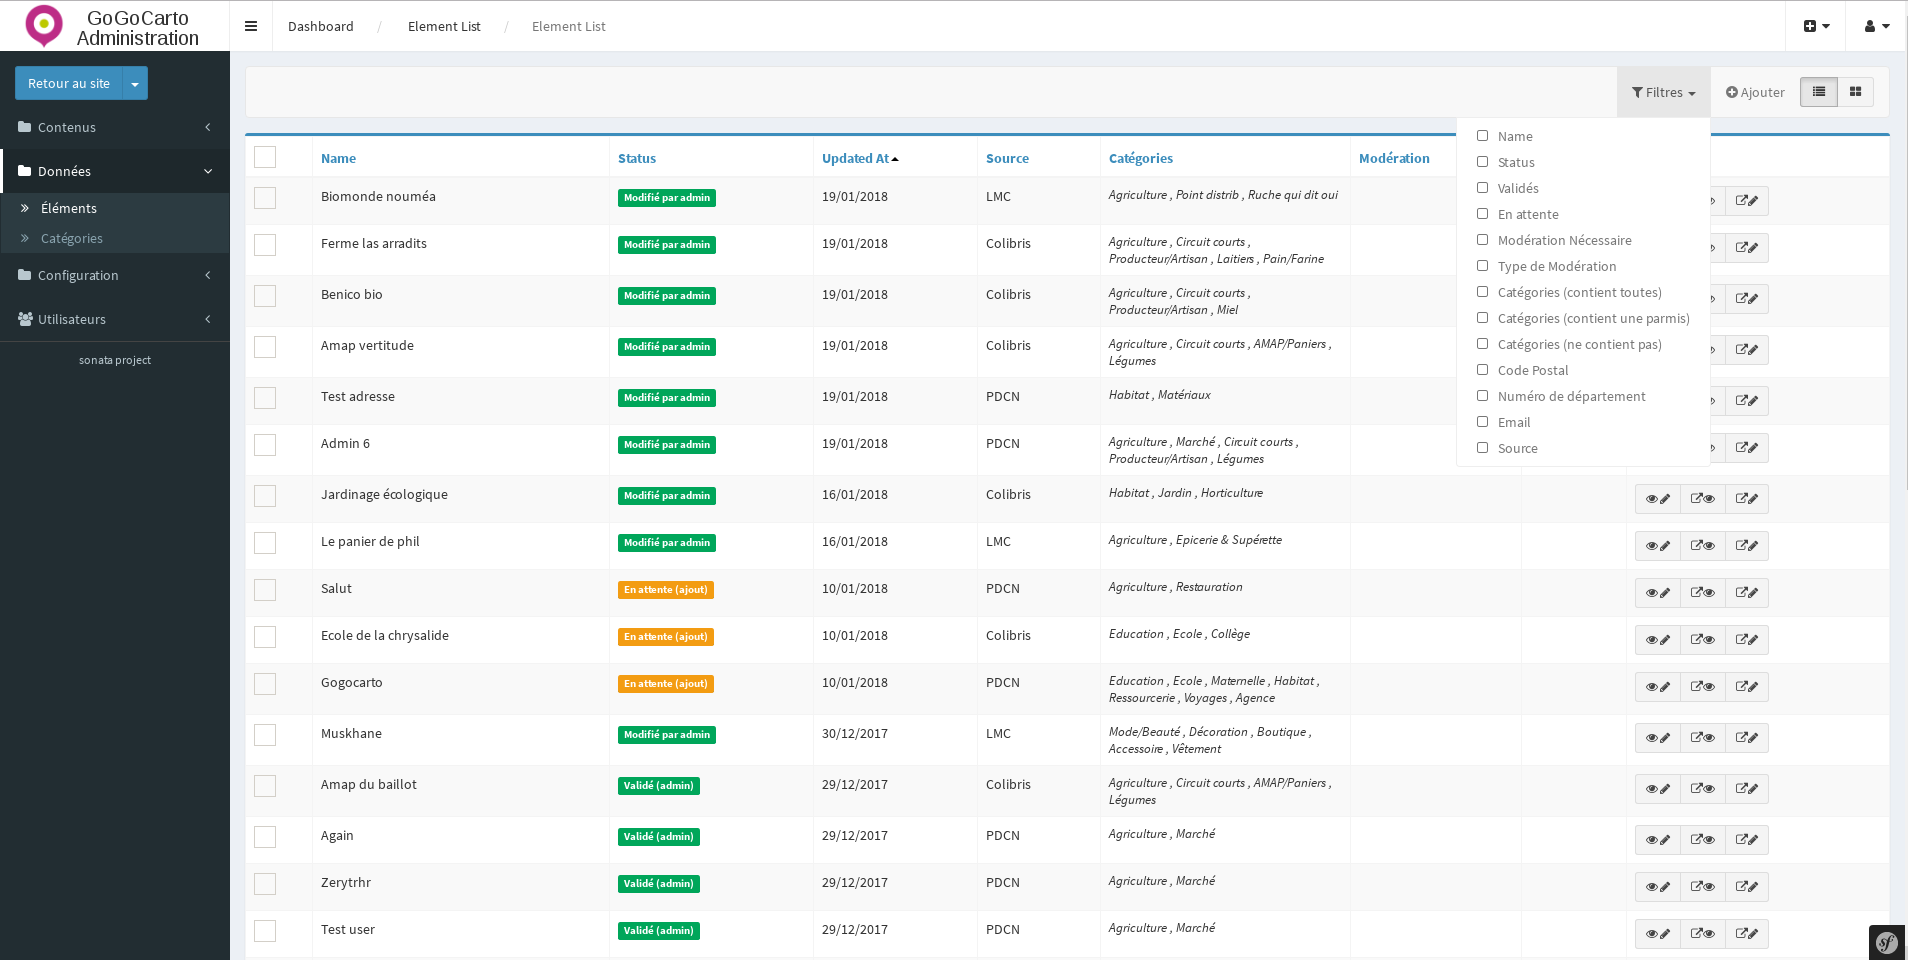 GoGoCarto
Administration
Dashboard / Element List / Element List
Retour au site
Contenus
Données
Éléments
Catégories
Configuration
Utilisateurs
sonata project
Filtres
Ajouter
Name
Status
Validés
En attente
Modération Nécessaire
Type de Modération
Catégories (contient toutes)
Catégories (contient une parmis)
Catégories (ne contient pas)
Code Postal
Numéro de département
Email
Source
Name Status Updated At Source Catégories Modération
Biomonde nouméa Modifié par admin 19/01/2018 LMC Agriculture , Point distrib , Ruche qui dit oui
Ferme las arradits Modifié par admin 19/01/2018 Colibris Agriculture , Circuit courts ,
Producteur/Artisan , Laitiers , Pain/Farine
Benico bio Modifié par admin 19/01/2018 Colibris Agriculture , Circuit courts ,
Producteur/Artisan , Miel
Amap vertitude Modifié par admin 19/01/2018 Colibris Agriculture , Circuit courts , AMAP/Paniers ,
Légumes
Test adresse Modifié par admin 19/01/2018 PDCN Habitat , Matériaux
Admin 6 Modifié par admin 19/01/2018 PDCN Agriculture , Marché , Circuit courts ,
Producteur/Artisan , Légumes
Jardinage écologique Modifié par admin 16/01/2018 Colibris Habitat , Jardin , Horticulture
Le panier de phil Modifié par admin 16/01/2018 LMC Agriculture , Epicerie & Supérette
Salut En attente (ajout) 10/01/2018 PDCN Agriculture , Restauration
Ecole de la chrysalide En attente (ajout) 10/01/2018 Colibris Education , Ecole , Collège
Gogocarto En attente (ajout) 10/01/2018 PDCN Education , Ecole , Maternelle , Habitat ,
Ressourcerie , Voyages , Agence
Muskhane Modifié par admin 30/12/2017 LMC Mode/Beauté , Décoration , Boutique ,
Accessoire , Vêtement
Amap du baillot Validé (admin) 29/12/2017 Colibris Agriculture , Circuit courts , AMAP/Paniers ,
Légumes
Again Validé (admin) 29/12/2017 PDCN Agriculture , Marché
Zerytrhr Validé (admin) 29/12/2017 PDCN Agriculture , Marché
Test user Validé (admin) 29/12/2017 PDCN Agriculture , Marché
sf